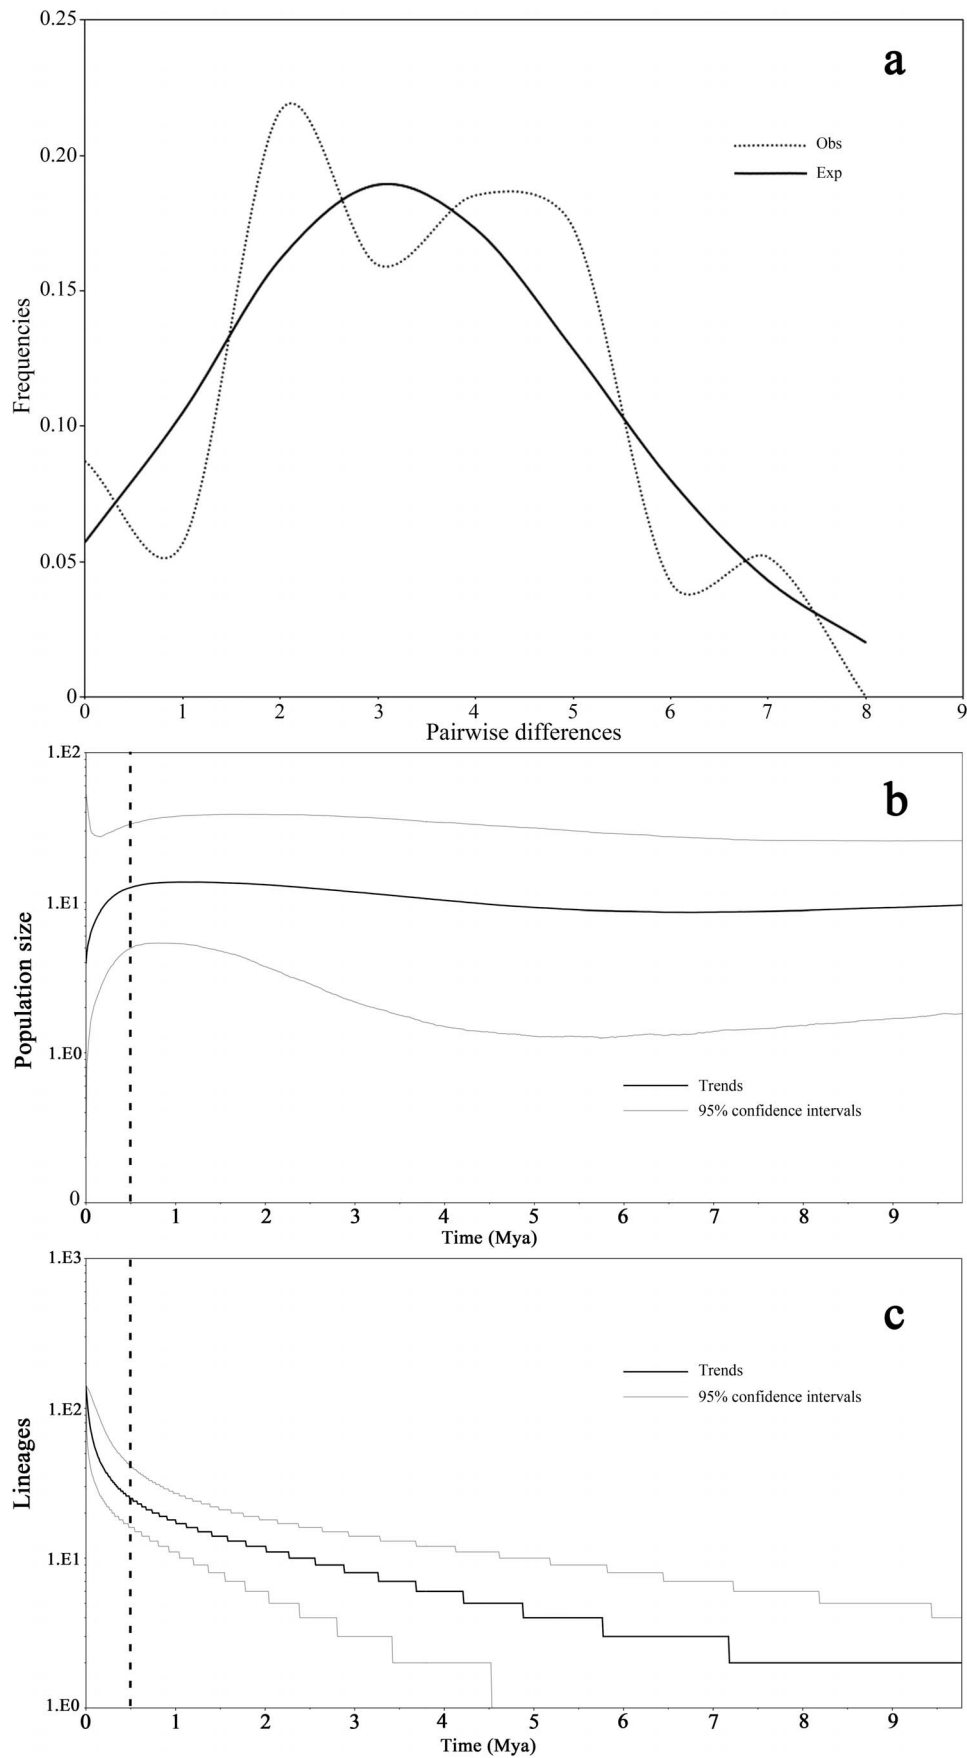 0.25
a
Obs
0.20
Exp
0.15
Frequencies
0.10
0.05
0
0 1 2 3 4 5 6 7 8 9
Pairwise differences
1.E2
b
1.E1
Population size
1.E0
Trends
95% confidence intervals
0
0 1 2 3 4 5 6 7 8 9
Time (Mya)
1.E3
c
Trends
95% confidence intervals
1.E2
Lineages
1.E1
1.E0
0 1 2 3 4 5 6 7 8 9
Time (Mya)